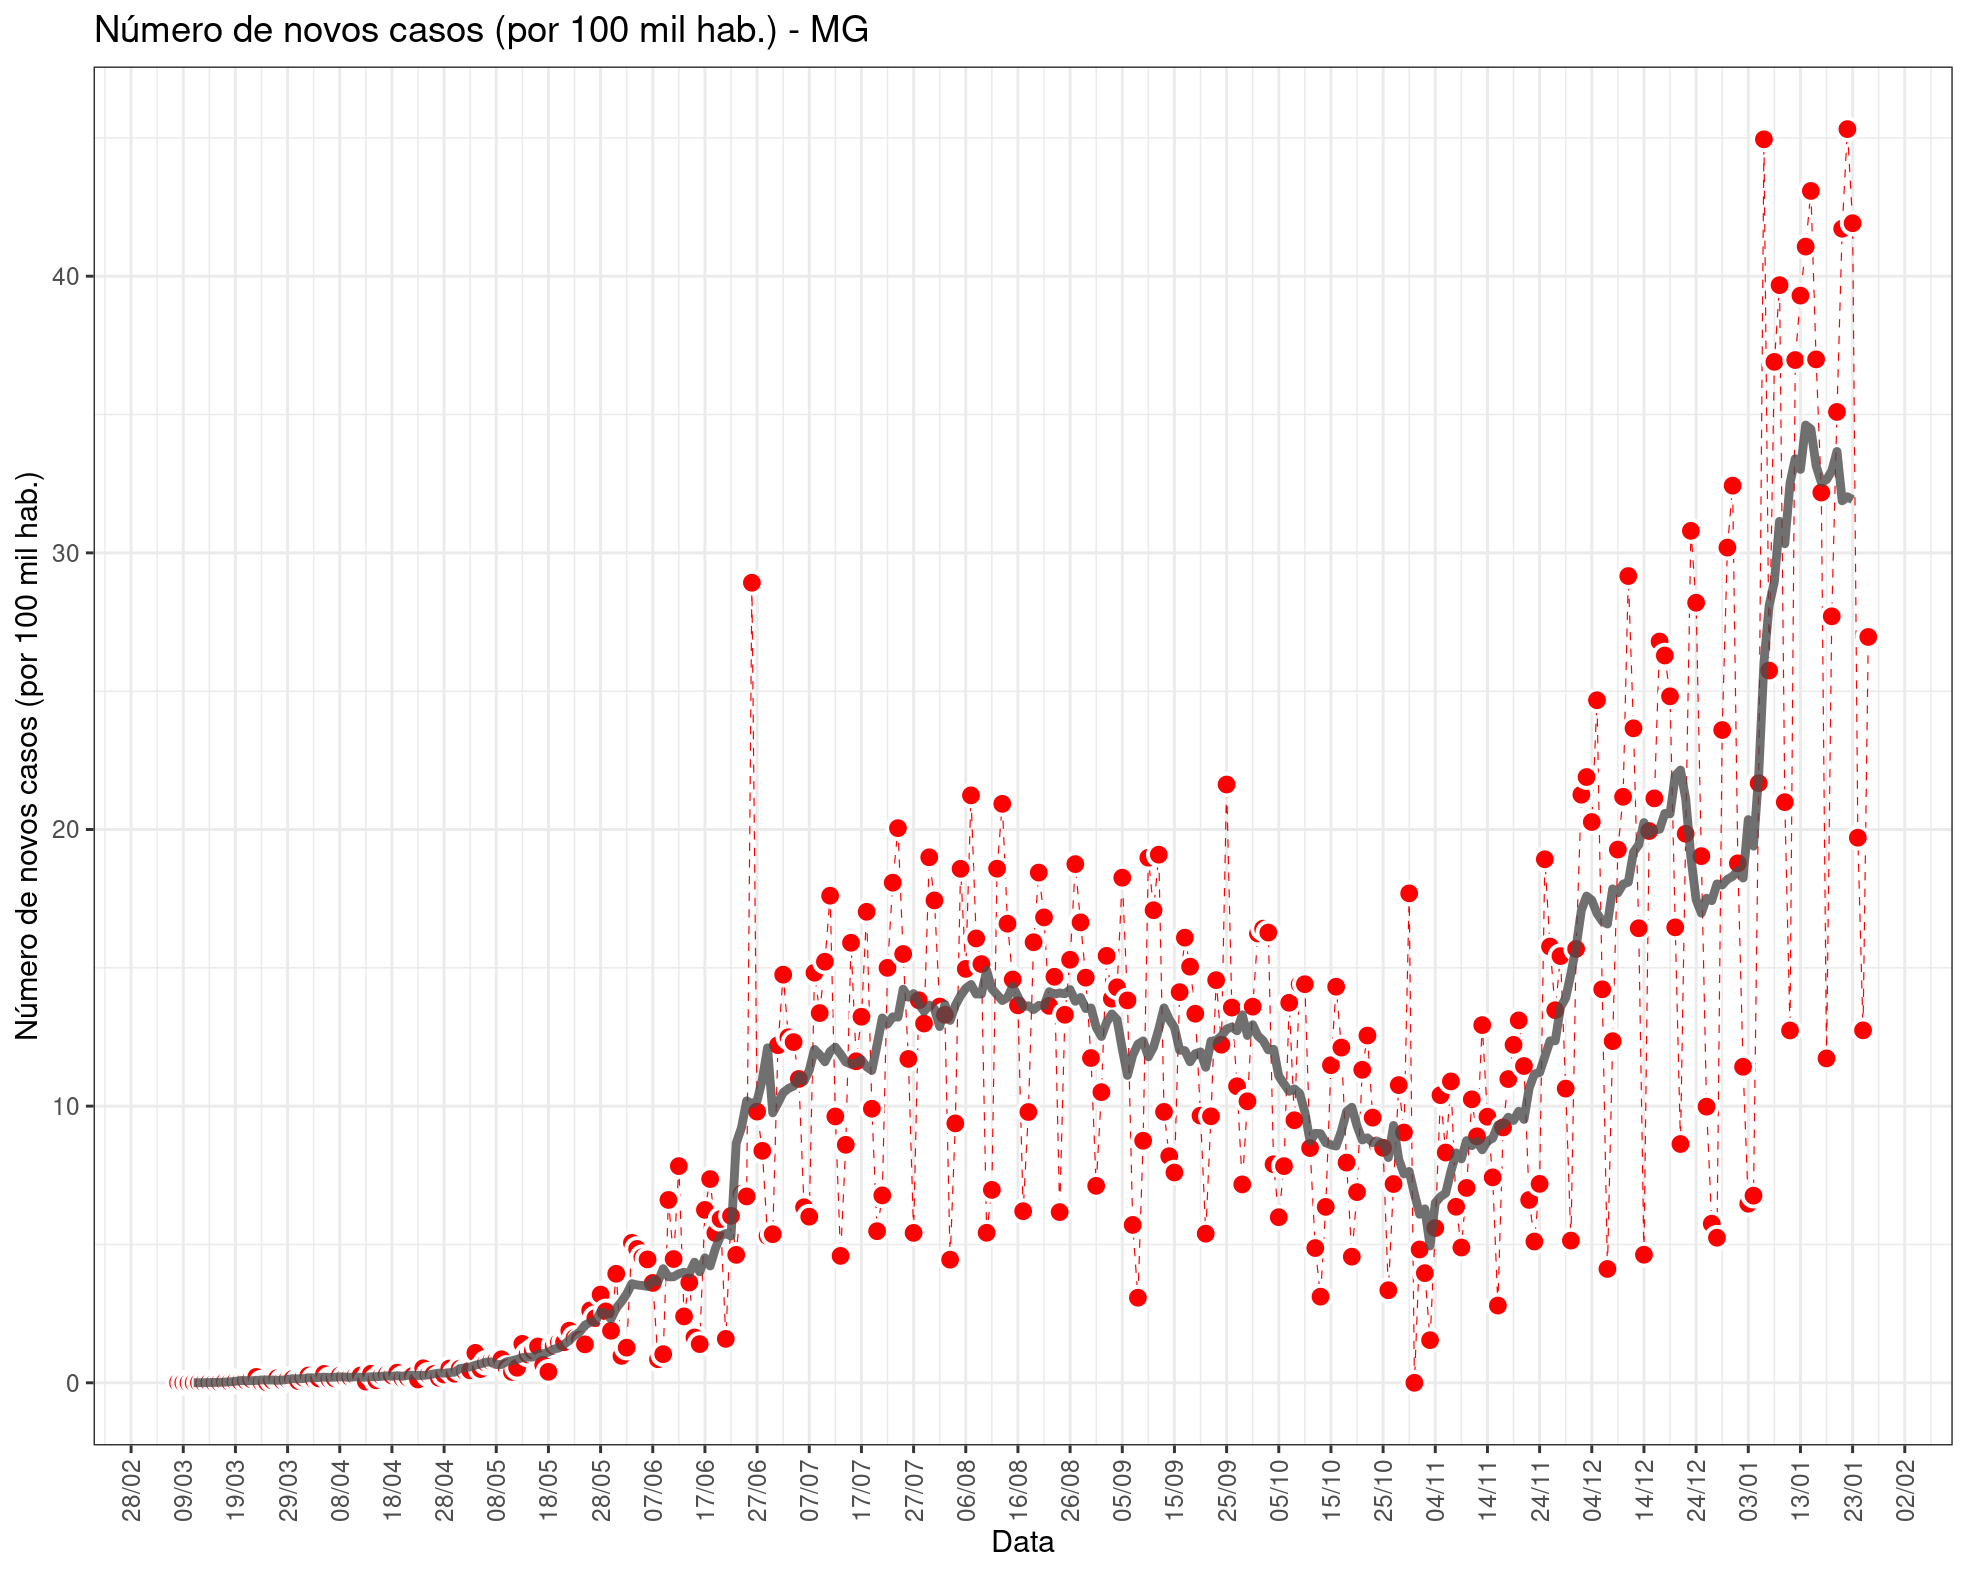 Número de novos casos (por 100 mil hab.) - MG
Número de novos casos (por 100 mil hab.)
40
30
20
10
0
28/02 09/03 19/03 29/03 08/04 18/04 28/04 08/05 18/05 28/05 07/06 17/06 27/06 07/07 17/07 27/07 06/08 16/08 26/08 05/09 15/09 25/09 05/10 15/10 25/10 04/11 14/11 24/11 04/12 14/12 24/12 03/01 13/01 23/01 02/02
Data